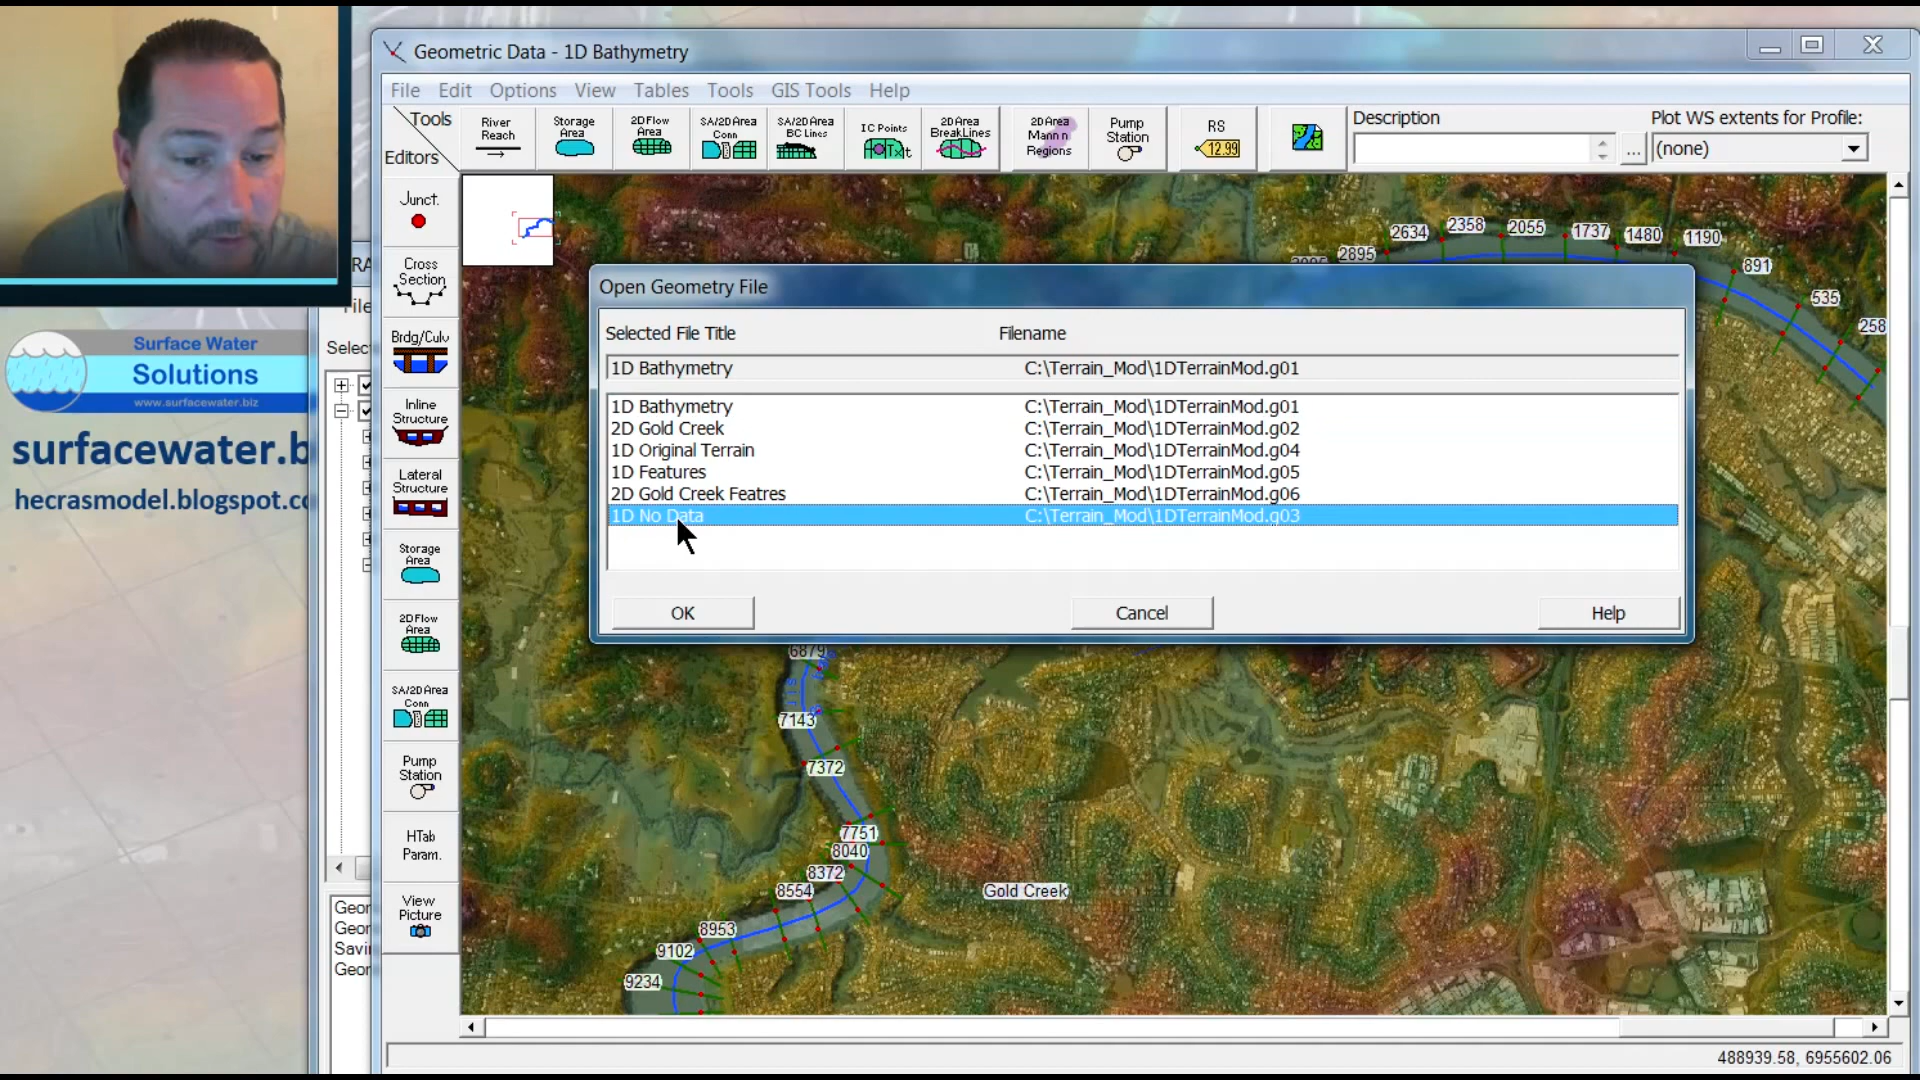 Geometric Data - 1D Bathymetry
File Edit Options View Tables Tools GIS Tools Help
Tools
Editors
River
Reach
Storage
Area
2D Flow
Area
SA/2D Area
Conn
SA/2D Area
BC Lines
IC Points
2D Area
BreakLines
2D Area
Mann n
Regions
Pump
Station
RS
12.99
Description
...
Plot WS extents for Profile:
(none)
Junct.
Cross
Section
Brdg/Culv
Inline
Structure
Lateral
Structure
Storage
Area
2D Flow
Area
SA/2D Area
Conn
Pump
Station
HTab
Param.
View
Picture
2634
2358
2055
1737
1480
1190
2895
891
535
258
Open Geometry File
Selected File Title Filename
1D Bathymetry C:\Terrain_Mod\1DTerrainMod.g01
1D Bathymetry C:\Terrain_Mod\1DTerrainMod.g01
2D Gold Creek C:\Terrain_Mod\1DTerrainMod.g02
1D Original Terrain C:\Terrain_Mod\1DTerrainMod.g04
1D Features C:\Terrain_Mod\1DTerrainMod.g05
2D Gold Creek Featres C:\Terrain_Mod\1DTerrainMod.g06
1D No Data C:\Terrain_Mod\1DTerrainMod.g03
OK Cancel Help
6879
7143
7372
7751
8040
8372
8554
8953
9102
9234
Gold Creek
488939.58, 6955602.06
Surface Water
Solutions
www.surfacewater.biz
surfacewater.b
hecrasmodel.blogspot.co
RA
File
Selec
Geor
Geor
Savi
Geor